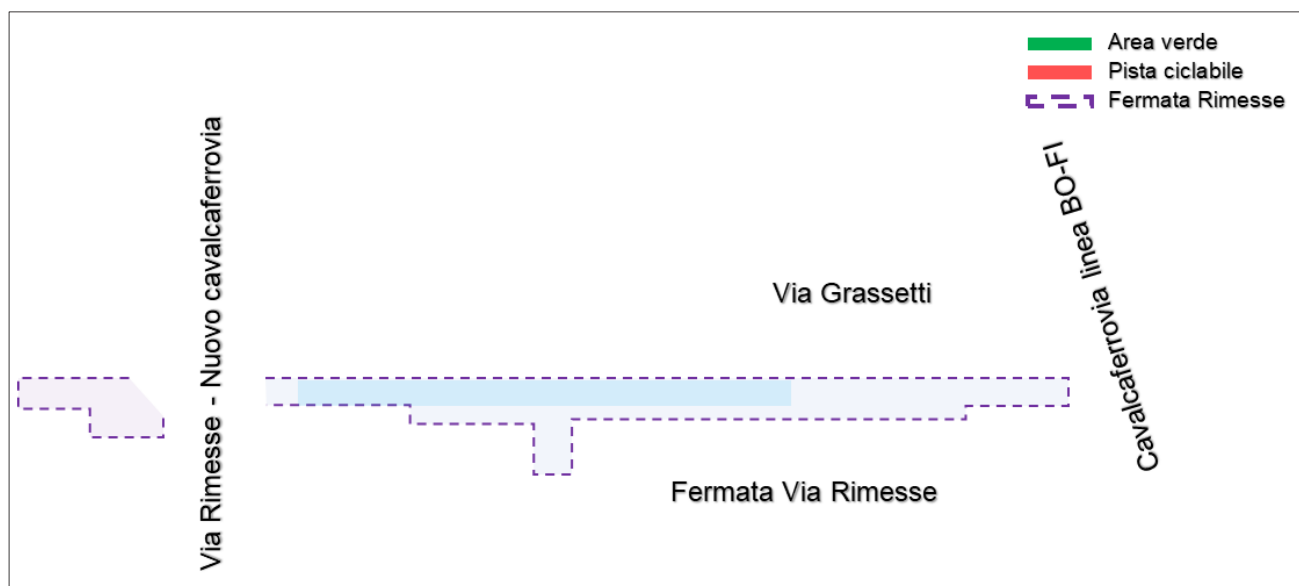 Area verde
Pista ciclabile
Fermata Rimesse
Via Rimesse - Nuovo cavalcaferrovia
Cavalcaferrovia linea BO-FI
Via Grassetti
Fermata Via Rimesse